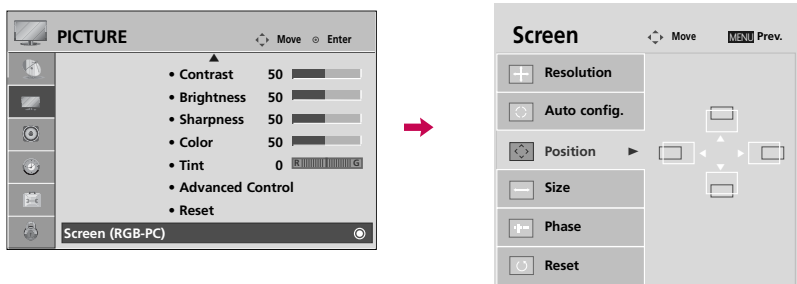 PICTURE Move Enter
• Contrast 50
• Brightness 50
• Sharpness 50
• Color 50
• Tint 0 R G
• Advanced Control
• Reset
Screen (RGB-PC)
Screen Move MENU Prev.
Resolution
Auto config.
Position
Size
Phase
Reset